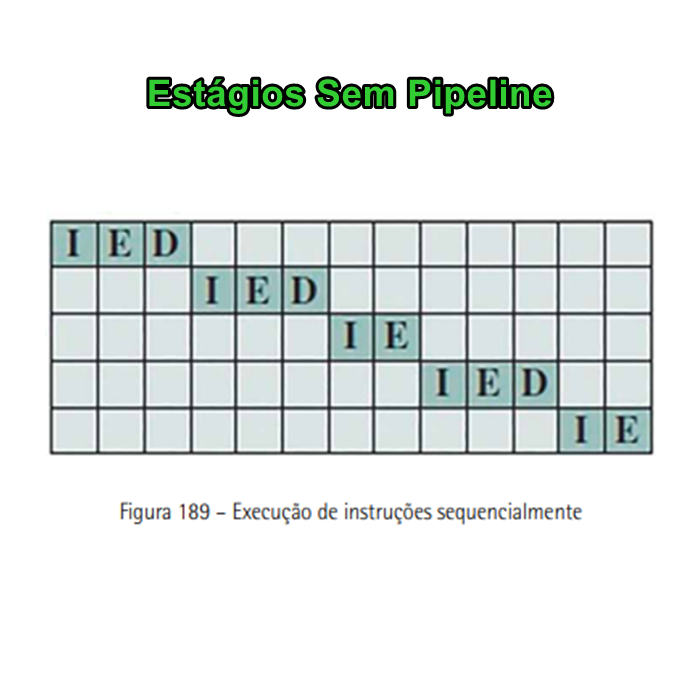 Estágios Sem Pipeline
I E D
I E D
I E
I E D
I E
Figura 189 – Execução de instruções sequencialmente